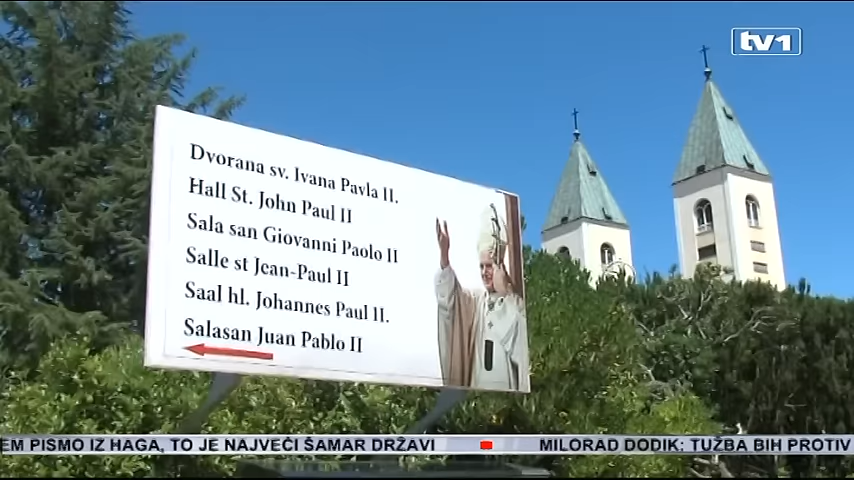 tv1
Dvorana sv. Ivana Pavla II.
Hall St. John Paul II
Sala san Giovanni Paolo II
Salle st Jean-Paul II
Saal hl. Johannes Paul II.
Salasan Juan Pablo II
EM PISMO IZ HAGA, TO JE NAJVEĆI ŠAMAR DRŽAVI MILORAD DODIK: TUŽBA BIH PROTIV